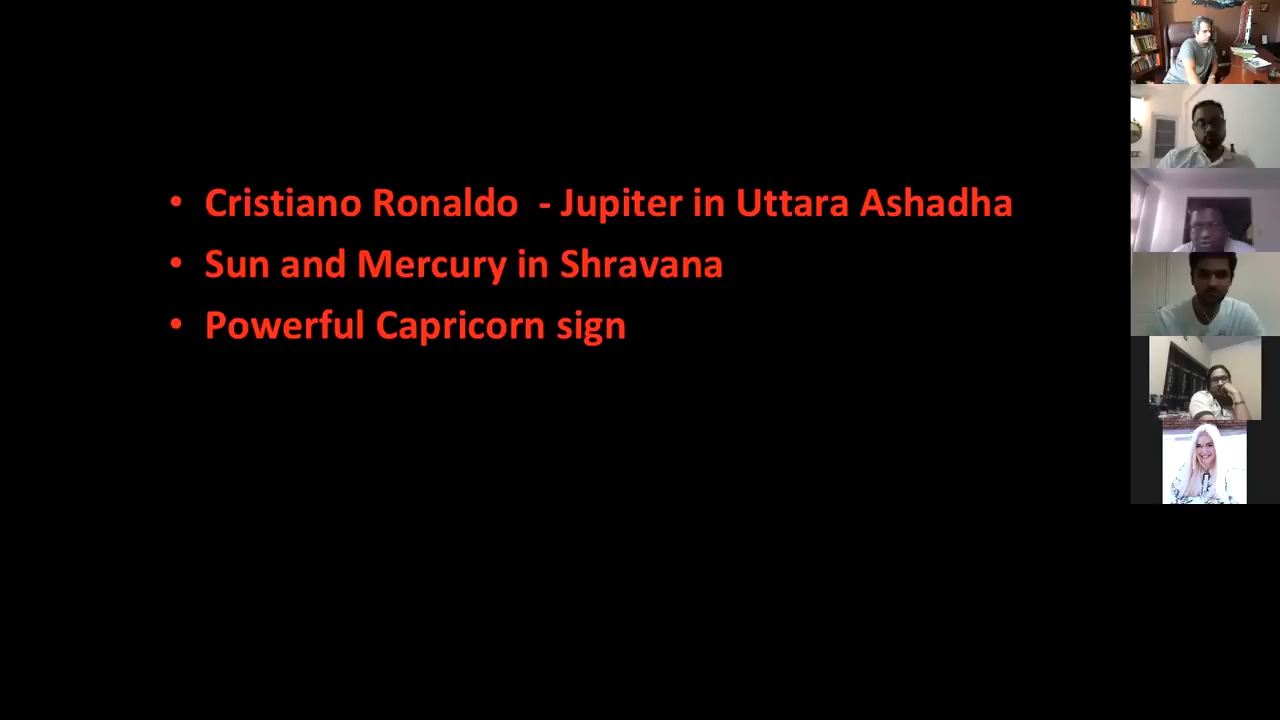 • Cristiano Ronaldo  - Jupiter in Uttara Ashadha
• Sun and Mercury in Shravana
• Powerful Capricorn sign